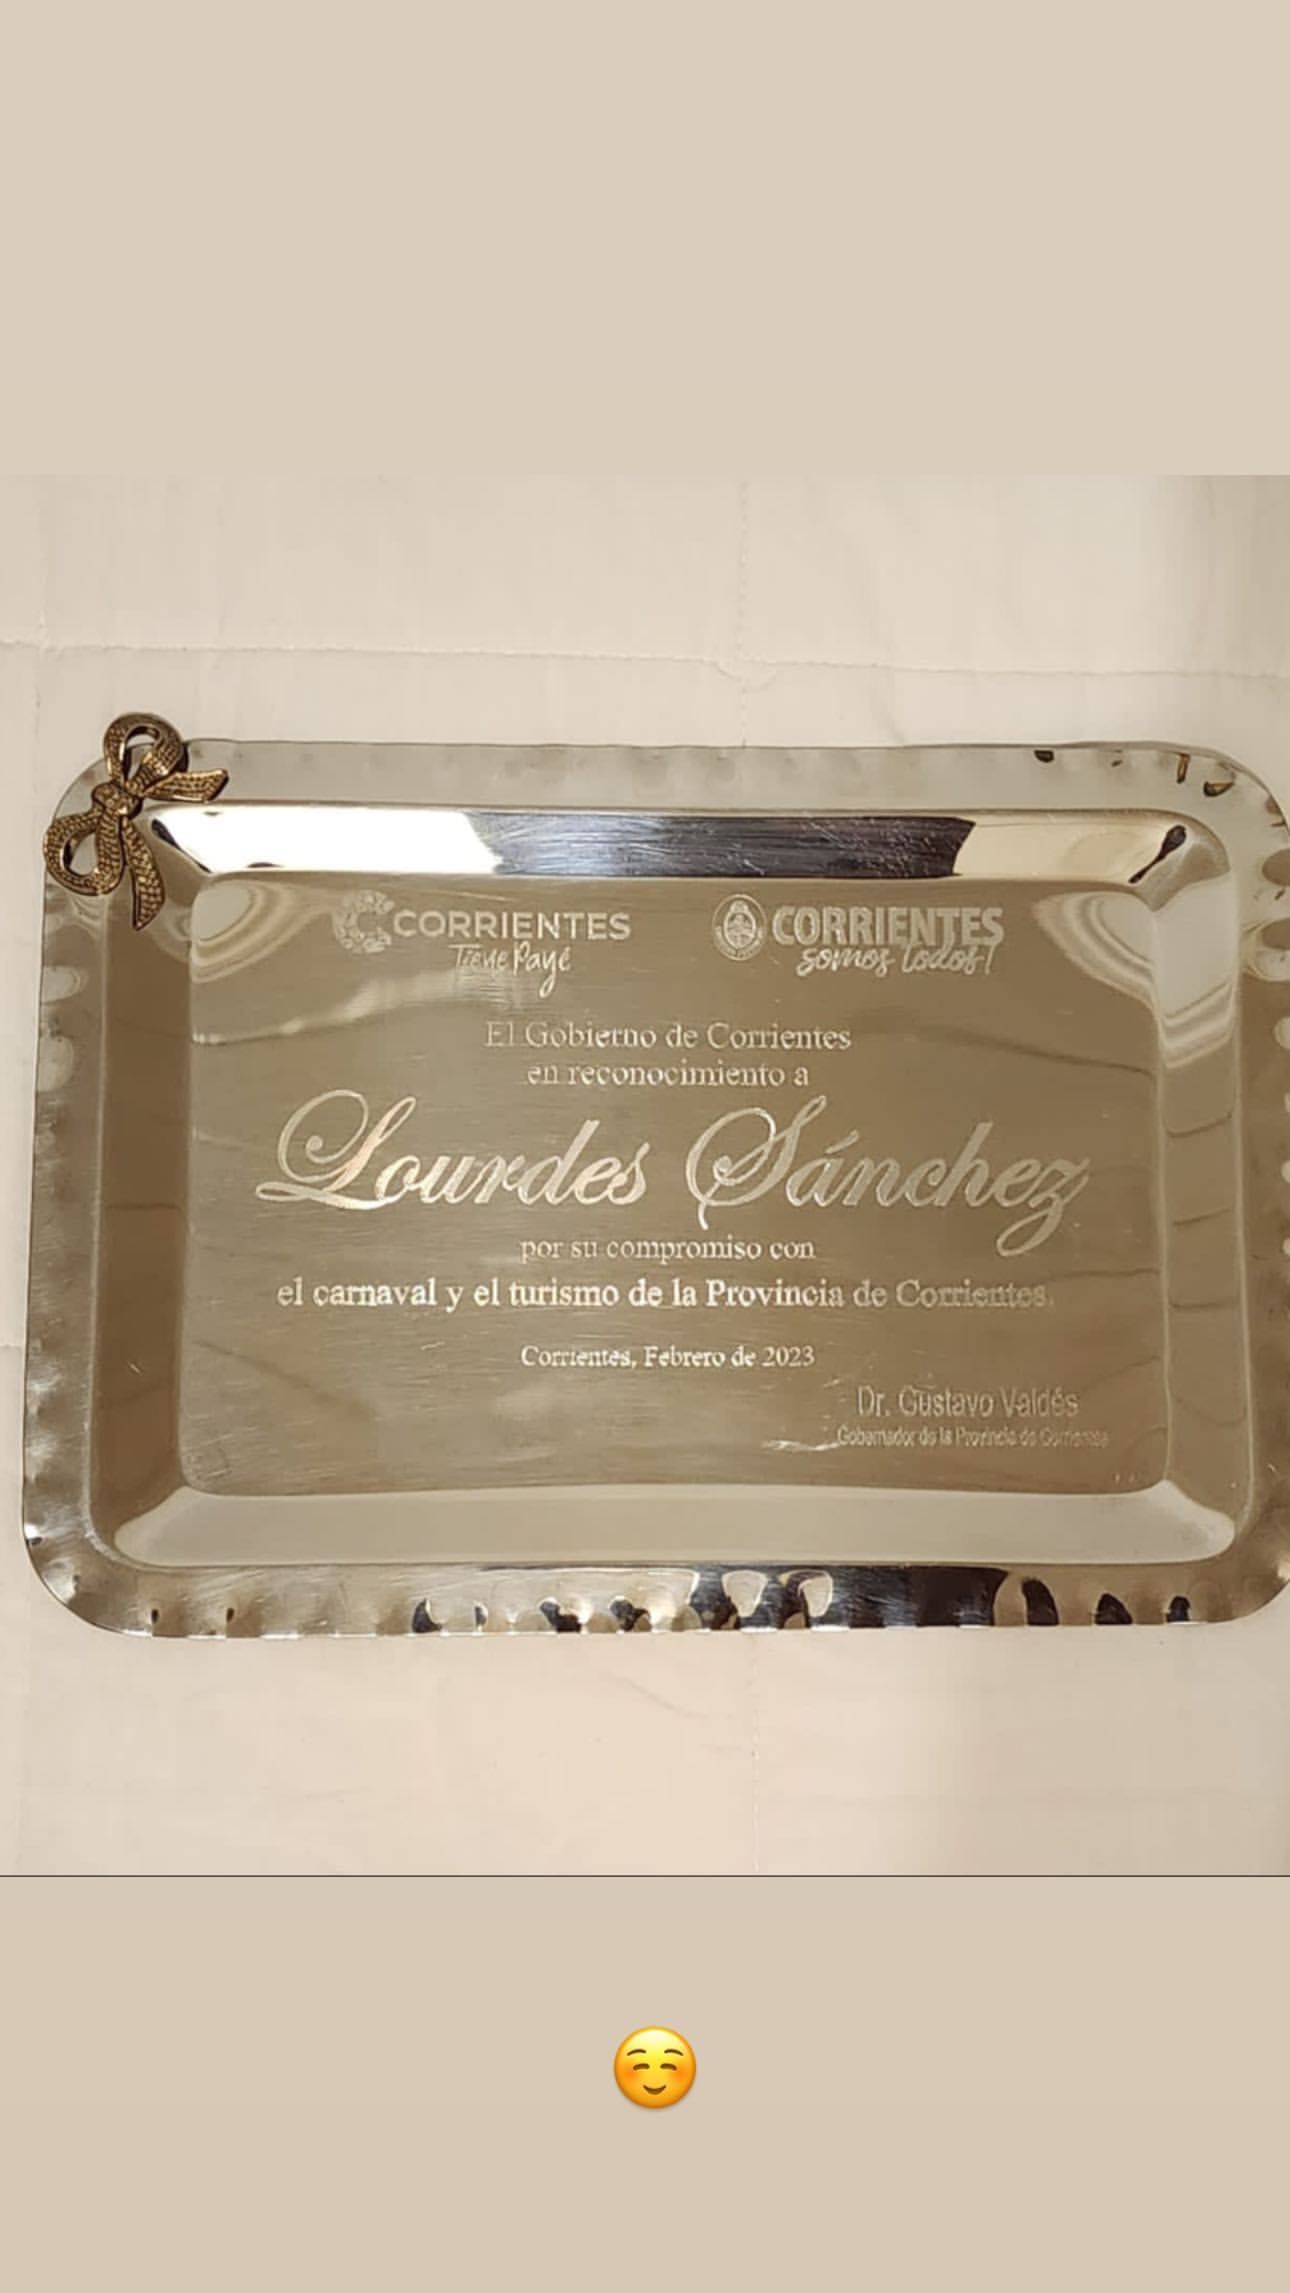 CORRIENTES
Tiene Payé
CORRIENTES
somos todos!
El Gobierno de Corrientes
en reconocimiento a
Lourdes Sánchez
por su compromiso con
el carnaval y el turismo de la Provincia de Corrientes.
Corrientes, Febrero de 2023
Dr. Gustavo Valdés
Gobernador de la Provincia de Corrientes